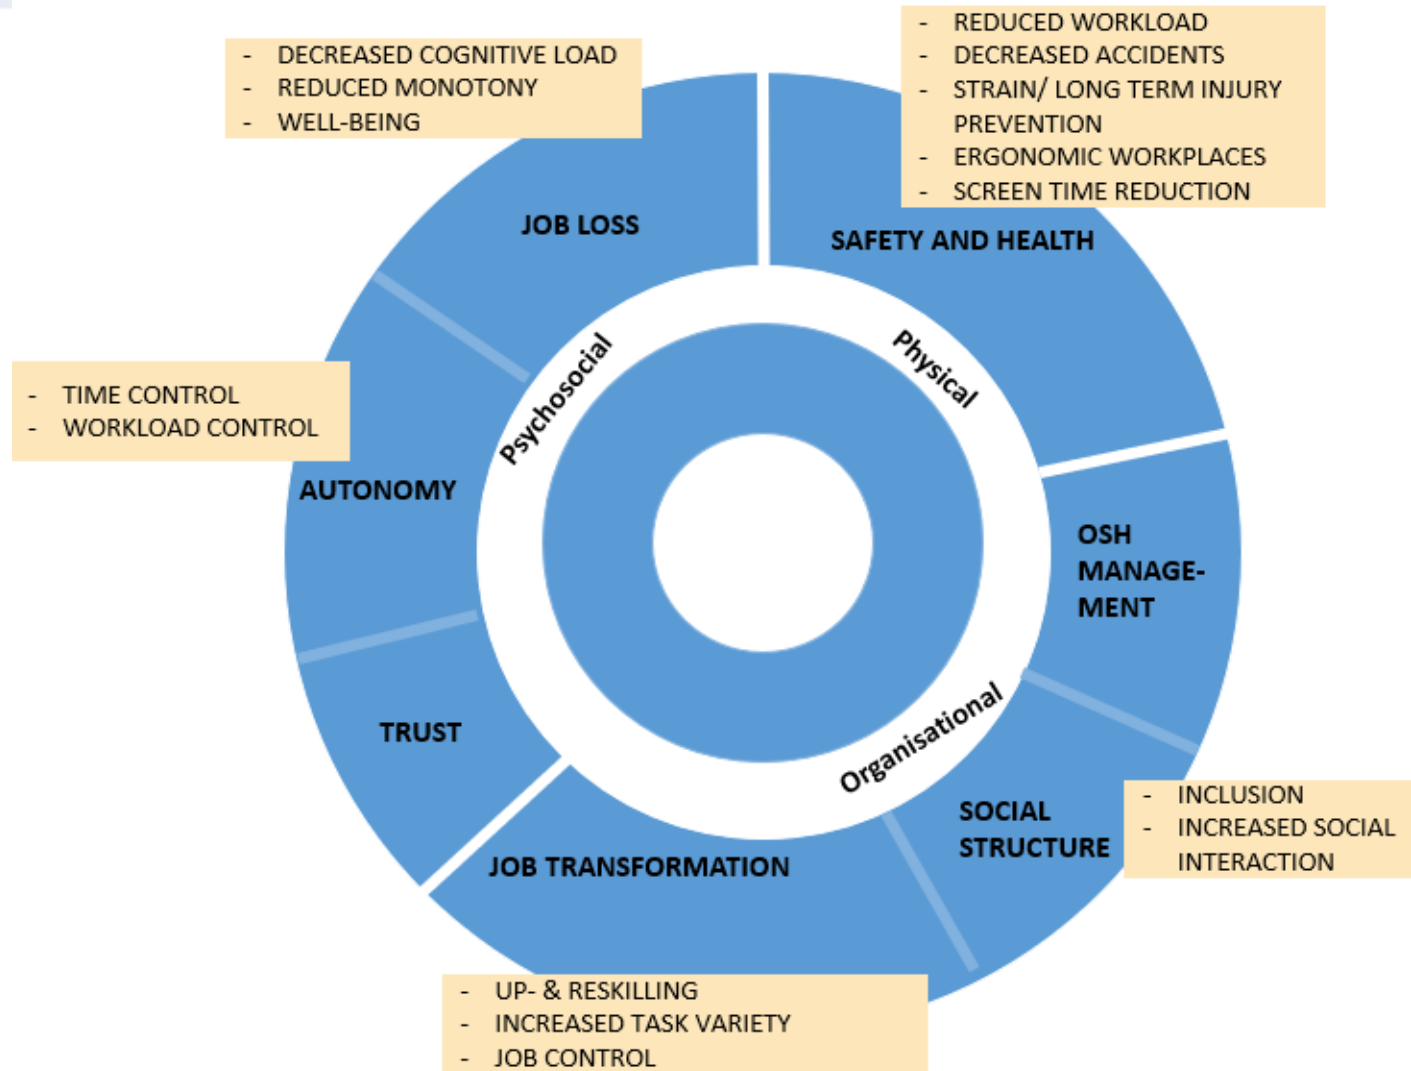 - DECREASED COGNITIVE LOAD
- REDUCED MONOTONY
- WELL-BEING
- REDUCED WORKLOAD
- DECREASED ACCIDENTS
- STRAIN/ LONG TERM INJURY
PREVENTION
- ERGONOMIC WORKPLACES
- SCREEN TIME REDUCTION
JOB LOSS
SAFETY AND HEALTH
Psychosocial
Physical
- TIME CONTROL
- WORKLOAD CONTROL
AUTONOMY
OSH
MANAGE-
MENT
TRUST
Organisational
SOCIAL
STRUCTURE
- INCLUSION
- INCREASED SOCIAL
INTERACTION
JOB TRANSFORMATION
- UP- & RESKILLING
- INCREASED TASK VARIETY
- JOB CONTROL